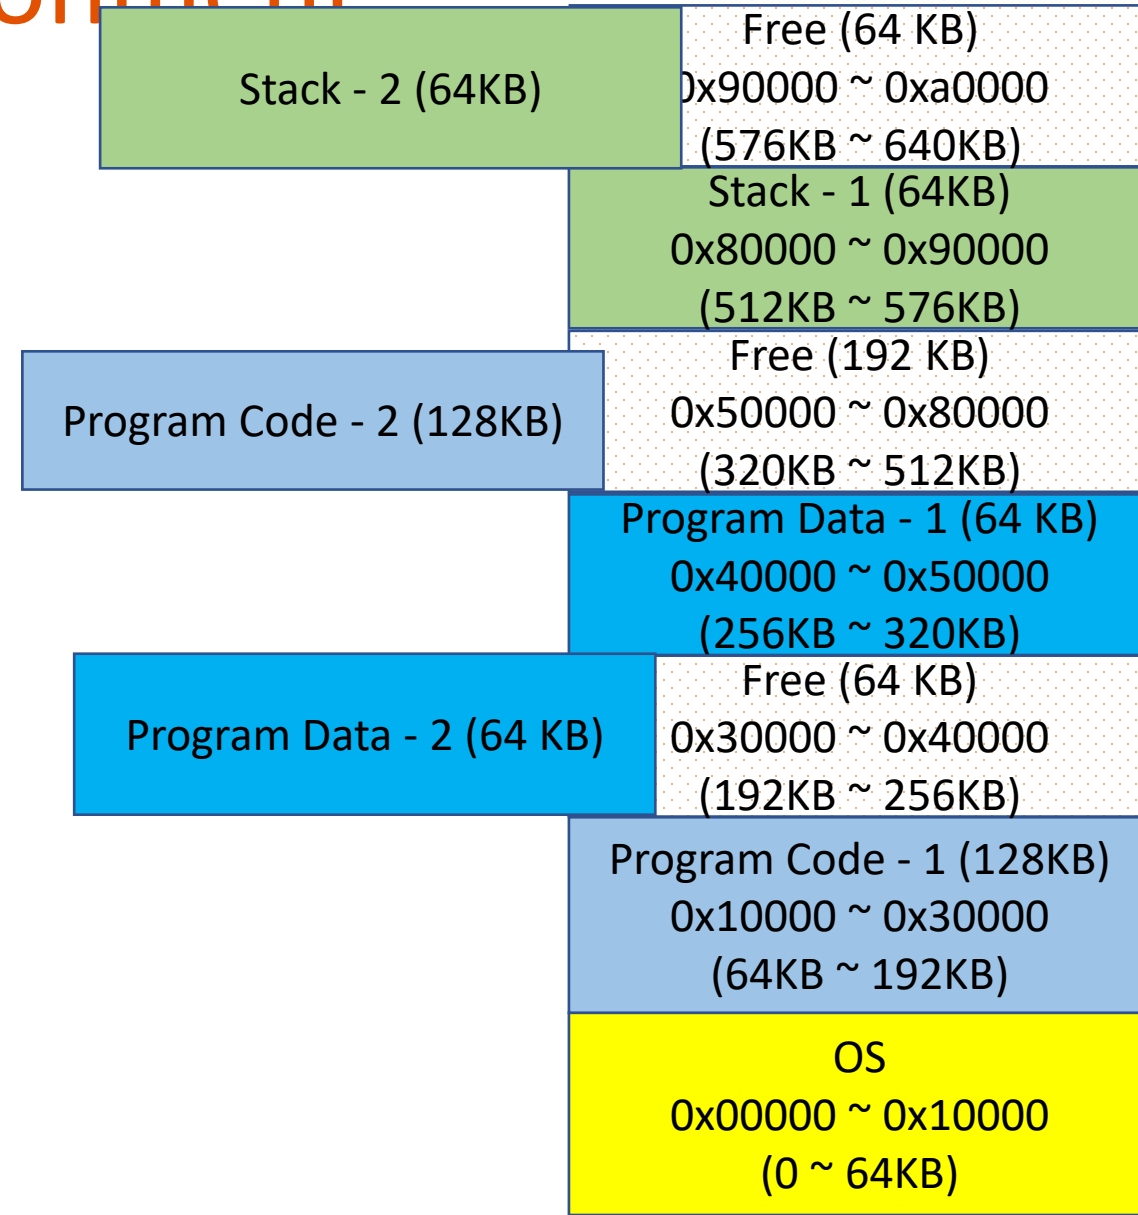 Stack - 2 (64KB)
Free (64 KB)
0x90000 ~ 0xa0000
(576KB ~ 640KB)
Stack - 1 (64KB)
0x80000 ~ 0x90000
(512KB ~ 576KB)
Program Code - 2 (128KB)
Free (192 KB)
0x50000 ~ 0x80000
(320KB ~ 512KB)
Program Data - 1 (64 KB)
0x40000 ~ 0x50000
(256KB ~ 320KB)
Program Data - 2 (64 KB)
Free (64 KB)
0x30000 ~ 0x40000
(192KB ~ 256KB)
Program Code - 1 (128KB)
0x10000 ~ 0x30000
(64KB ~ 192KB)
OS
0x00000 ~ 0x10000
(0 ~ 64KB)